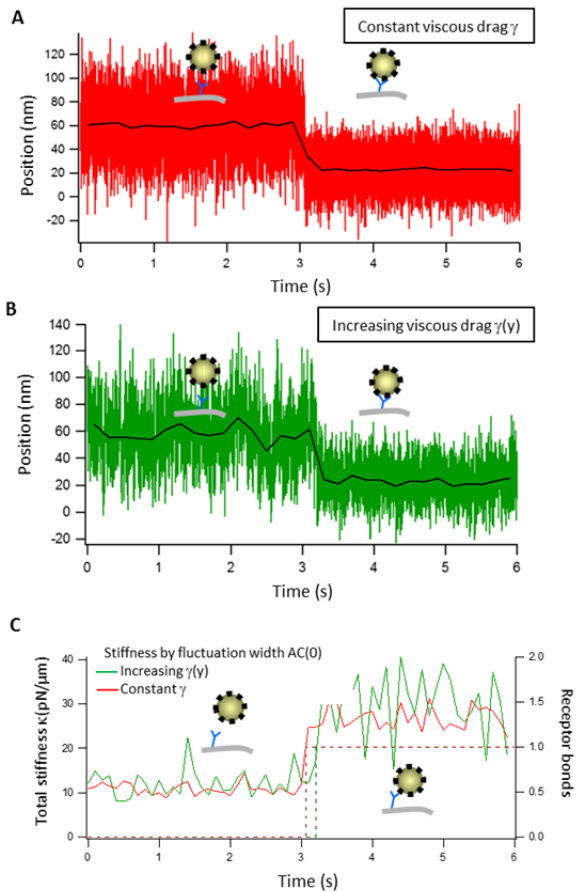 A
Constant viscous drag γ
120
100
80
60
40
20
0
-20
Position (nm)
0 1 2 3 4 5 6
Time (s)
B
Increasing viscous drag γ(y)
140
120
100
80
60
40
20
0
-20
Position (nm)
0 1 2 3 4 5 6
Time (s)
C
Stiffness by fluctuation width AC(0)
Increasing γ(y)
Constant γ
40
30
20
10
0
Total stiffness κ(pN/μm)
2.0
1.5
1.0
0.5
0.0
Receptor bonds
0 1 2 3 4 5 6
Time (s)